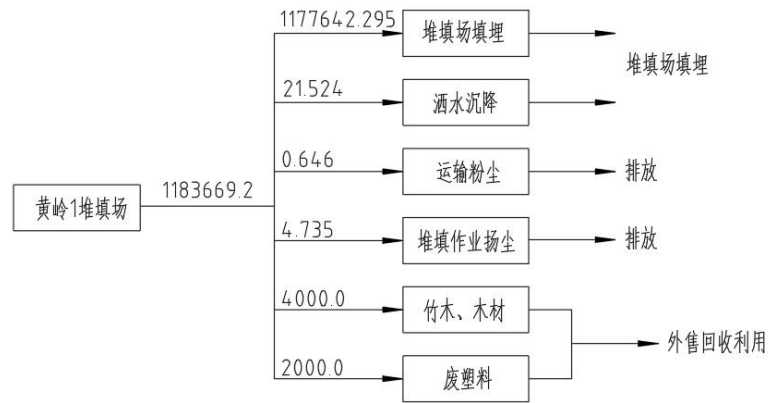 1177642.295
堆填场填埋
堆填场填埋
21.524
洒水沉降
0.646
运输粉尘
排放
黄岭1堆填场
1183669.2
4.735
堆填作业扬尘
排放
4000.0
竹木、木材
外售回收利用
2000.0
废塑料